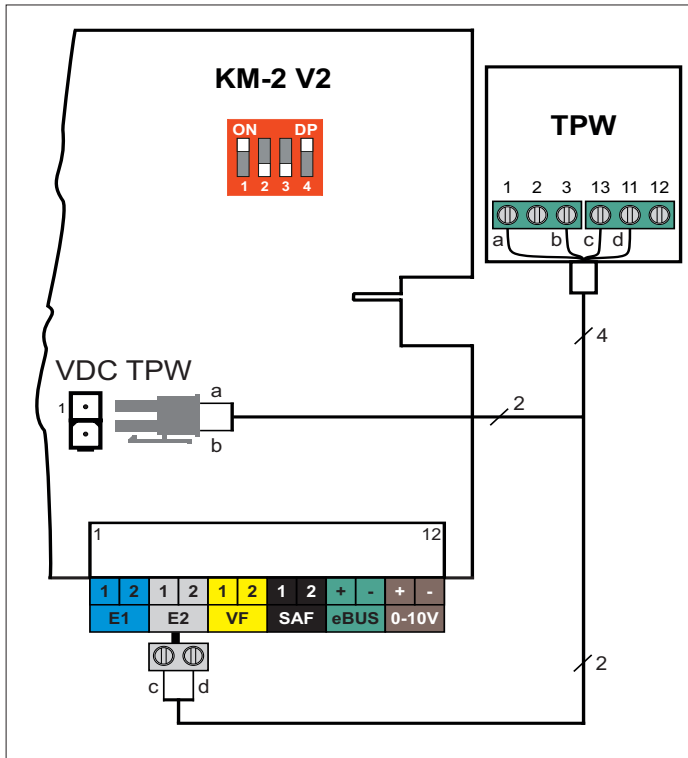 KM-2 V2
ON DP
1 2 3 4
TPW
1 2 3 13 11 12
a b c d
4
VDC TPW
1
a
b
2
1 12
1 2 1 2 1 2 1 2 + - + -
E1 E2 VF SAF eBUS 0-10V
c d
2